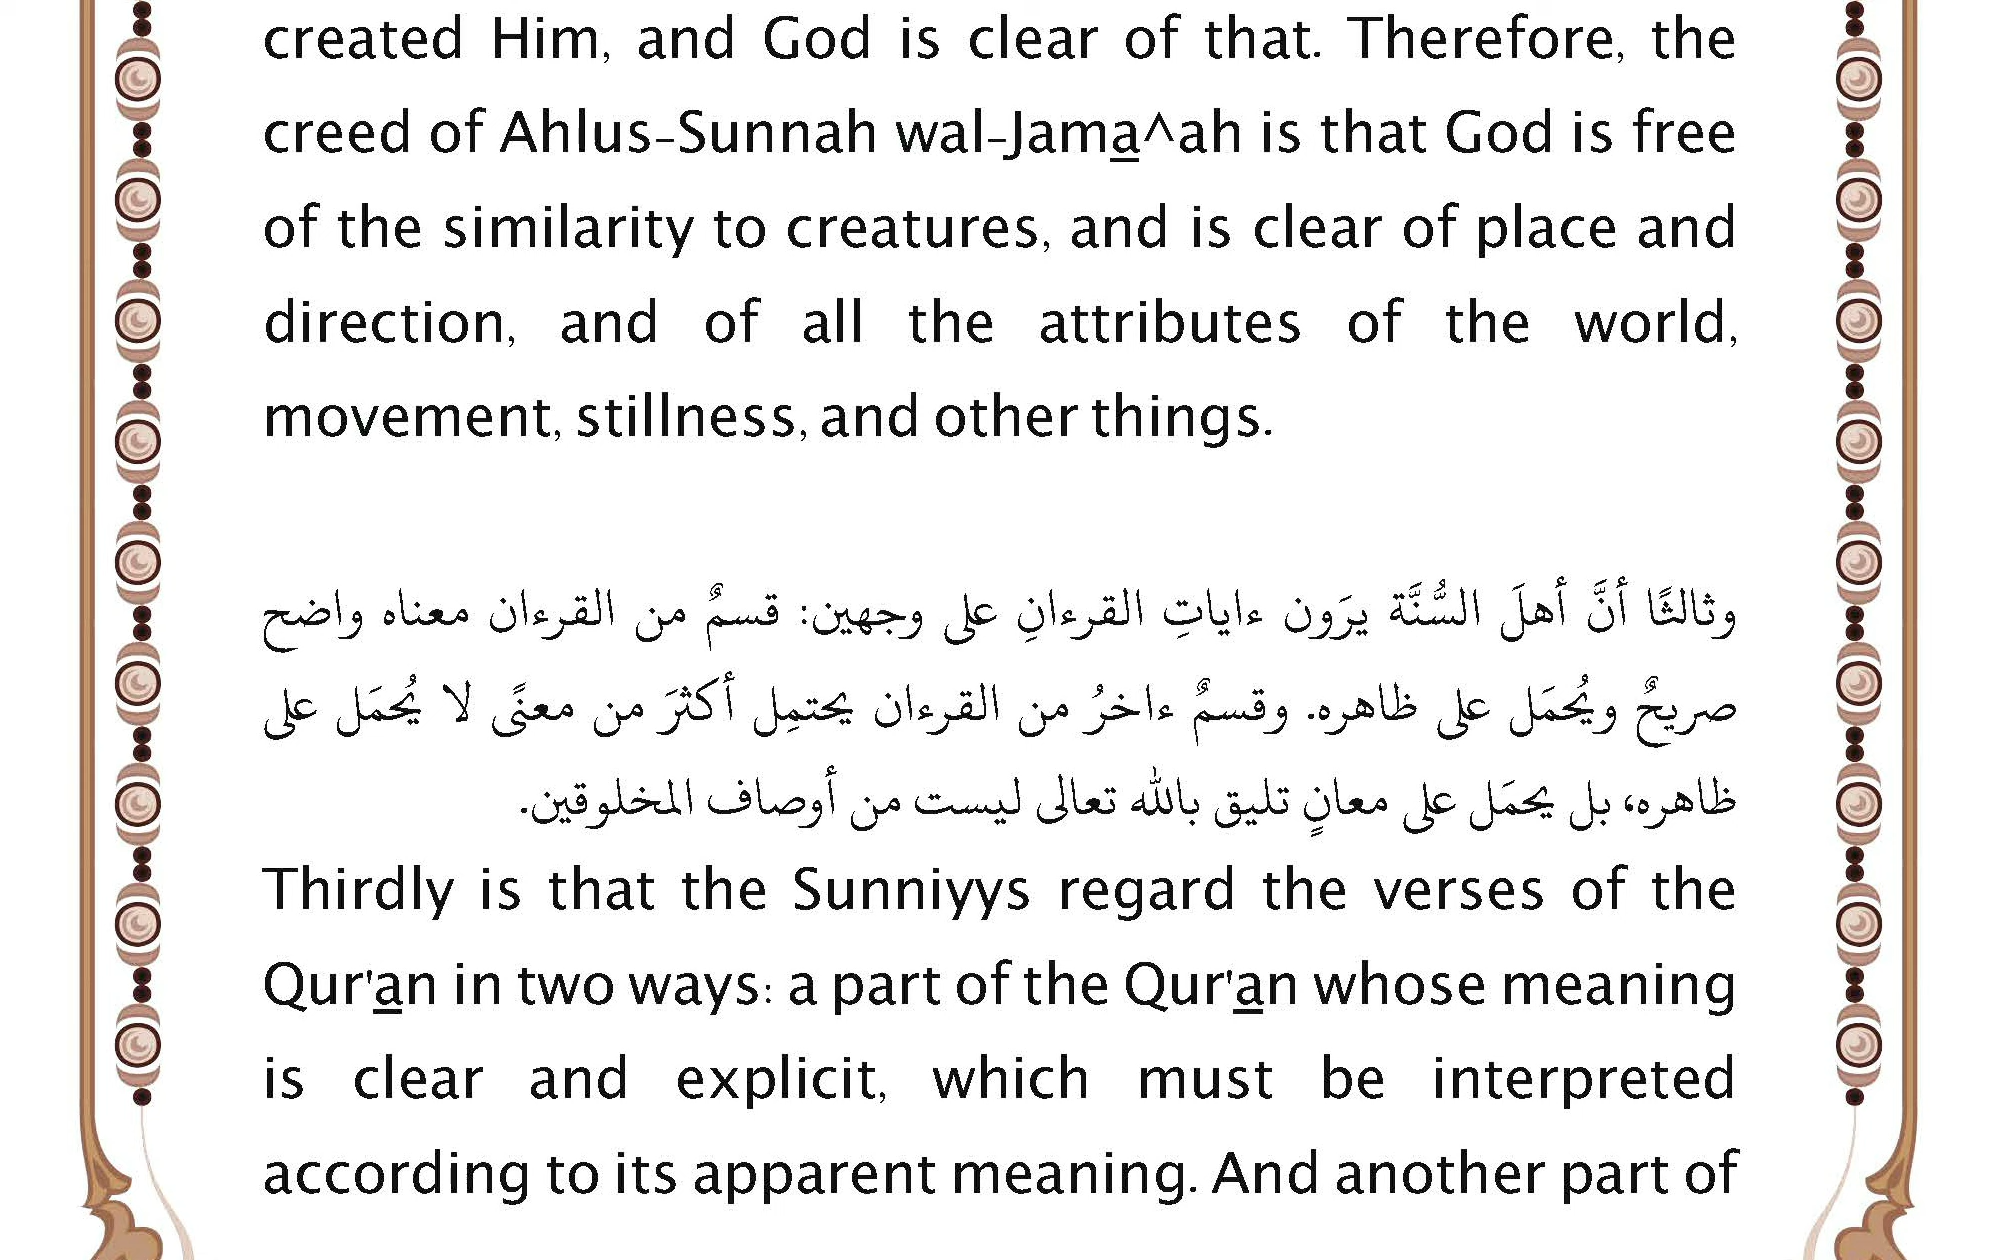 created Him, and God is clear of that. Therefore, the
creed of Ahlus-Sunnah wal-Jama̲^ah is that God is free
of the similarity to creatures, and is clear of place and
direction, and of all the attributes of the world,
movement, stillness, and other things.
وثالثًا أنَّ أهلَ السُّنَّة يرَون ءاياتِ القرءانِ على وجهين: قسمٌ من القرءان معناه واضح
صريحٌ ويُحمَل على ظاهره. وقسمٌ ءاخرُ من القرءان يحتمِل أكثرَ من معنًى لا يُحمَل على
ظاهره، بل يحمَل على معانٍ تليق بالله تعالى ليست من أوصاف المخلوقين.
Thirdly is that the Sunniyys regard the verses of the
Qur'a̲n in two ways: a part of the Qur'a̲n whose meaning
is clear and explicit, which must be interpreted
according to its apparent meaning. And another part of